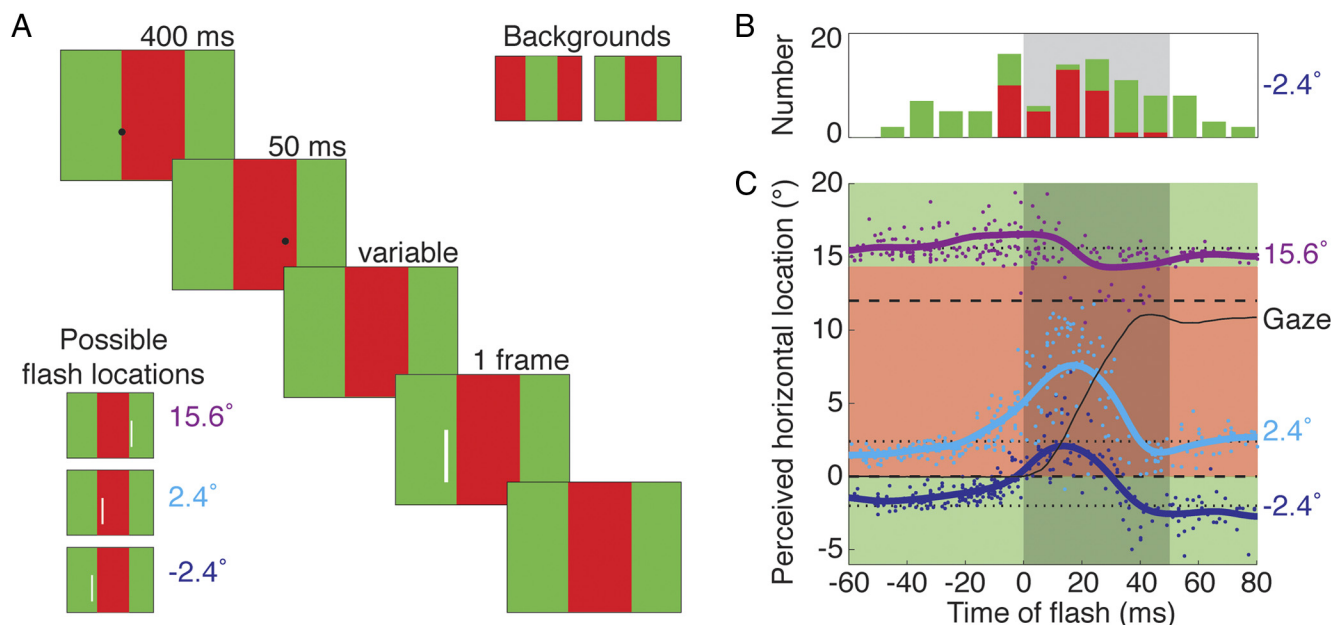 A
400 ms
50 ms
variable
1 frame
Backgrounds
Possible
flash locations
15.6°
2.4°
-2.4°
B
Number
20
0
-2.4°
C
Perceived horizontal location (°)
20
15
10
5
0
-5
15.6°
Gaze
2.4°
-2.4°
-60 -40 -20 0 20 40 60 80
Time of flash (ms)